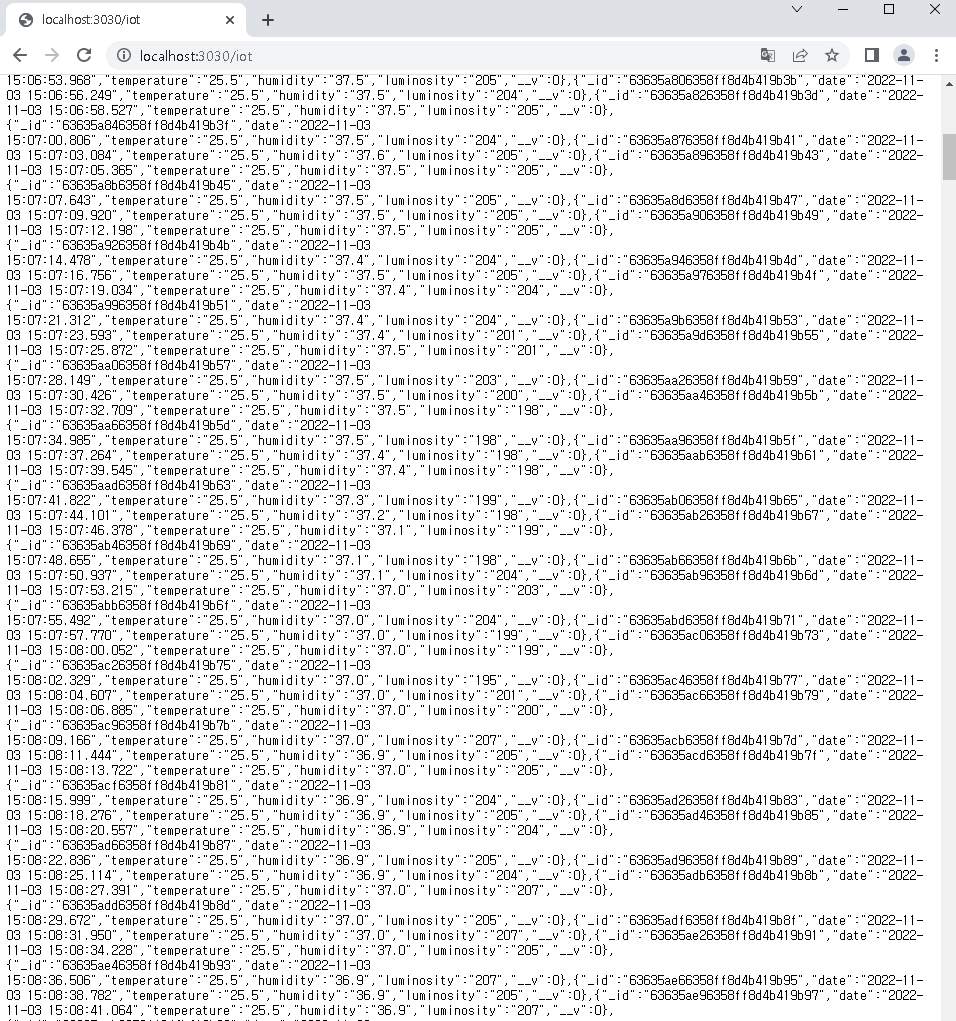 localhost:3030/iot
localhost:3030/iot
15:06:53.968","temperature":"25.5","humidity":"37.5","luminosity":"205","__v":0},{"_id":"63635a806358ff8d4b419b3b","date":"2022-11-
03 15:06:56.249","temperature":"25.5","humidity":"37.5","luminosity":"204","__v":0},{"_id":"63635a826358ff8d4b419b3d","date":"2022-
11-03 15:06:58.527","temperature":"25.5","humidity":"37.5","luminosity":"205","__v":0},
{"_id":"63635a846358ff8d4b419b3f","date":"2022-11-03
15:07:00.806","temperature":"25.5","humidity":"37.5","luminosity":"204","__v":0},{"_id":"63635a876358ff8d4b419b41","date":"2022-11-
03 15:07:03.084","temperature":"25.5","humidity":"37.6","luminosity":"205","__v":0},{"_id":"63635a896358ff8d4b419b43","date":"2022-
11-03 15:07:05.365","temperature":"25.5","humidity":"37.5","luminosity":"205","__v":0},
{"_id":"63635a8b6358ff8d4b419b45","date":"2022-11-03
15:07:07.643","temperature":"25.5","humidity":"37.5","luminosity":"205","__v":0},{"_id":"63635a8d6358ff8d4b419b47","date":"2022-11-
03 15:07:09.920","temperature":"25.5","humidity":"37.5","luminosity":"205","__v":0},{"_id":"63635a906358ff8d4b419b49","date":"2022-
11-03 15:07:12.198","temperature":"25.5","humidity":"37.5","luminosity":"205","__v":0},
{"_id":"63635a926358ff8d4b419b4b","date":"2022-11-03
15:07:14.478","temperature":"25.5","humidity":"37.4","luminosity":"204","__v":0},{"_id":"63635a946358ff8d4b419b4d","date":"2022-11-
03 15:07:16.756","temperature":"25.5","humidity":"37.5","luminosity":"205","__v":0},{"_id":"63635a976358ff8d4b419b4f","date":"2022-
11-03 15:07:19.034","temperature":"25.5","humidity":"37.4","luminosity":"204","__v":0},
{"_id":"63635a996358ff8d4b419b51","date":"2022-11-03
15:07:21.312","temperature":"25.5","humidity":"37.4","luminosity":"204","__v":0},{"_id":"63635a9b6358ff8d4b419b53","date":"2022-11-
03 15:07:23.593","temperature":"25.5","humidity":"37.4","luminosity":"201","__v":0},{"_id":"63635a9d6358ff8d4b419b55","date":"2022-
11-03 15:07:25.872","temperature":"25.5","humidity":"37.5","luminosity":"201","__v":0},
{"_id":"63635aa06358ff8d4b419b57","date":"2022-11-03
15:07:28.149","temperature":"25.5","humidity":"37.5","luminosity":"203","__v":0},{"_id":"63635aa26358ff8d4b419b59","date":"2022-11-
03 15:07:30.426","temperature":"25.5","humidity":"37.5","luminosity":"200","__v":0},{"_id":"63635aa46358ff8d4b419b5b","date":"2022-
11-03 15:07:32.709","temperature":"25.5","humidity":"37.5","luminosity":"198","__v":0},
{"_id":"63635aa66358ff8d4b419b5d","date":"2022-11-03
15:07:34.985","temperature":"25.5","humidity":"37.5","luminosity":"198","__v":0},{"_id":"63635aa96358ff8d4b419b5f","date":"2022-11-
03 15:07:37.264","temperature":"25.5","humidity":"37.4","luminosity":"198","__v":0},{"_id":"63635aab6358ff8d4b419b61","date":"2022-
11-03 15:07:39.545","temperature":"25.5","humidity":"37.4","luminosity":"198","__v":0},
{"_id":"63635aad6358ff8d4b419b63","date":"2022-11-03
15:07:41.822","temperature":"25.5","humidity":"37.3","luminosity":"199","__v":0},{"_id":"63635ab06358ff8d4b419b65","date":"2022-11-
03 15:07:44.101","temperature":"25.5","humidity":"37.2","luminosity":"198","__v":0},{"_id":"63635ab26358ff8d4b419b67","date":"2022-
11-03 15:07:46.378","temperature":"25.5","humidity":"37.1","luminosity":"199","__v":0},
{"_id":"63635ab46358ff8d4b419b69","date":"2022-11-03
15:07:48.655","temperature":"25.5","humidity":"37.1","luminosity":"198","__v":0},{"_id":"63635ab66358ff8d4b419b6b","date":"2022-11-
03 15:07:50.937","temperature":"25.5","humidity":"37.1","luminosity":"204","__v":0},{"_id":"63635ab96358ff8d4b419b6d","date":"2022-
11-03 15:07:53.215","temperature":"25.5","humidity":"37.0","luminosity":"203","__v":0},
{"_id":"63635abb6358ff8d4b419b6f","date":"2022-11-03
15:07:55.492","temperature":"25.5","humidity":"37.0","luminosity":"204","__v":0},{"_id":"63635abd6358ff8d4b419b71","date":"2022-11-
03 15:07:57.770","temperature":"25.5","humidity":"37.0","luminosity":"199","__v":0},{"_id":"63635ac06358ff8d4b419b73","date":"2022-
11-03 15:08:00.052","temperature":"25.5","humidity":"37.0","luminosity":"199","__v":0},
{"_id":"63635ac26358ff8d4b419b75","date":"2022-11-03
15:08:02.329","temperature":"25.5","humidity":"37.0","luminosity":"195","__v":0},{"_id":"63635ac46358ff8d4b419b77","date":"2022-11-
03 15:08:04.607","temperature":"25.5","humidity":"37.0","luminosity":"201","__v":0},{"_id":"63635ac66358ff8d4b419b79","date":"2022-
11-03 15:08:06.885","temperature":"25.5","humidity":"37.0","luminosity":"200","__v":0},
{"_id":"63635ac96358ff8d4b419b7b","date":"2022-11-03
15:08:09.166","temperature":"25.5","humidity":"37.0","luminosity":"207","__v":0},{"_id":"63635acb6358ff8d4b419b7d","date":"2022-11-
03 15:08:11.444","temperature":"25.5","humidity":"36.9","luminosity":"205","__v":0},{"_id":"63635acd6358ff8d4b419b7f","date":"2022-
11-03 15:08:13.722","temperature":"25.5","humidity":"37.0","luminosity":"205","__v":0},
{"_id":"63635acf6358ff8d4b419b81","date":"2022-11-03
15:08:15.999","temperature":"25.5","humidity":"36.9","luminosity":"204","__v":0},{"_id":"63635ad26358ff8d4b419b83","date":"2022-11-
03 15:08:18.276","temperature":"25.5","humidity":"36.9","luminosity":"205","__v":0},{"_id":"63635ad46358ff8d4b419b85","date":"2022-
11-03 15:08:20.557","temperature":"25.5","humidity":"36.9","luminosity":"204","__v":0},
{"_id":"63635ad66358ff8d4b419b87","date":"2022-11-03
15:08:22.836","temperature":"25.5","humidity":"36.9","luminosity":"205","__v":0},{"_id":"63635ad96358ff8d4b419b89","date":"2022-11-
03 15:08:25.114","temperature":"25.5","humidity":"36.9","luminosity":"204","__v":0},{"_id":"63635adb6358ff8d4b419b8b","date":"2022-
11-03 15:08:27.391","temperature":"25.5","humidity":"37.0","luminosity":"207","__v":0},
{"_id":"63635add6358ff8d4b419b8d","date":"2022-11-03
15:08:29.672","temperature":"25.5","humidity":"37.0","luminosity":"205","__v":0},{"_id":"63635adf6358ff8d4b419b8f","date":"2022-11-
03 15:08:31.950","temperature":"25.5","humidity":"37.0","luminosity":"207","__v":0},{"_id":"63635ae26358ff8d4b419b91","date":"2022-
11-03 15:08:34.228","temperature":"25.5","humidity":"37.0","luminosity":"205","__v":0},
{"_id":"63635ae46358ff8d4b419b93","date":"2022-11-03
15:08:36.506","temperature":"25.5","humidity":"36.9","luminosity":"207","__v":0},{"_id":"63635ae66358ff8d4b419b95","date":"2022-11-
03 15:08:38.782","temperature":"25.5","humidity":"36.9","luminosity":"205","__v":0},{"_id":"63635ae96358ff8d4b419b97","date":"2022-
11-03 15:08:41.064","temperature":"25.5","humidity":"36.9","luminosity":"207","__v":0},